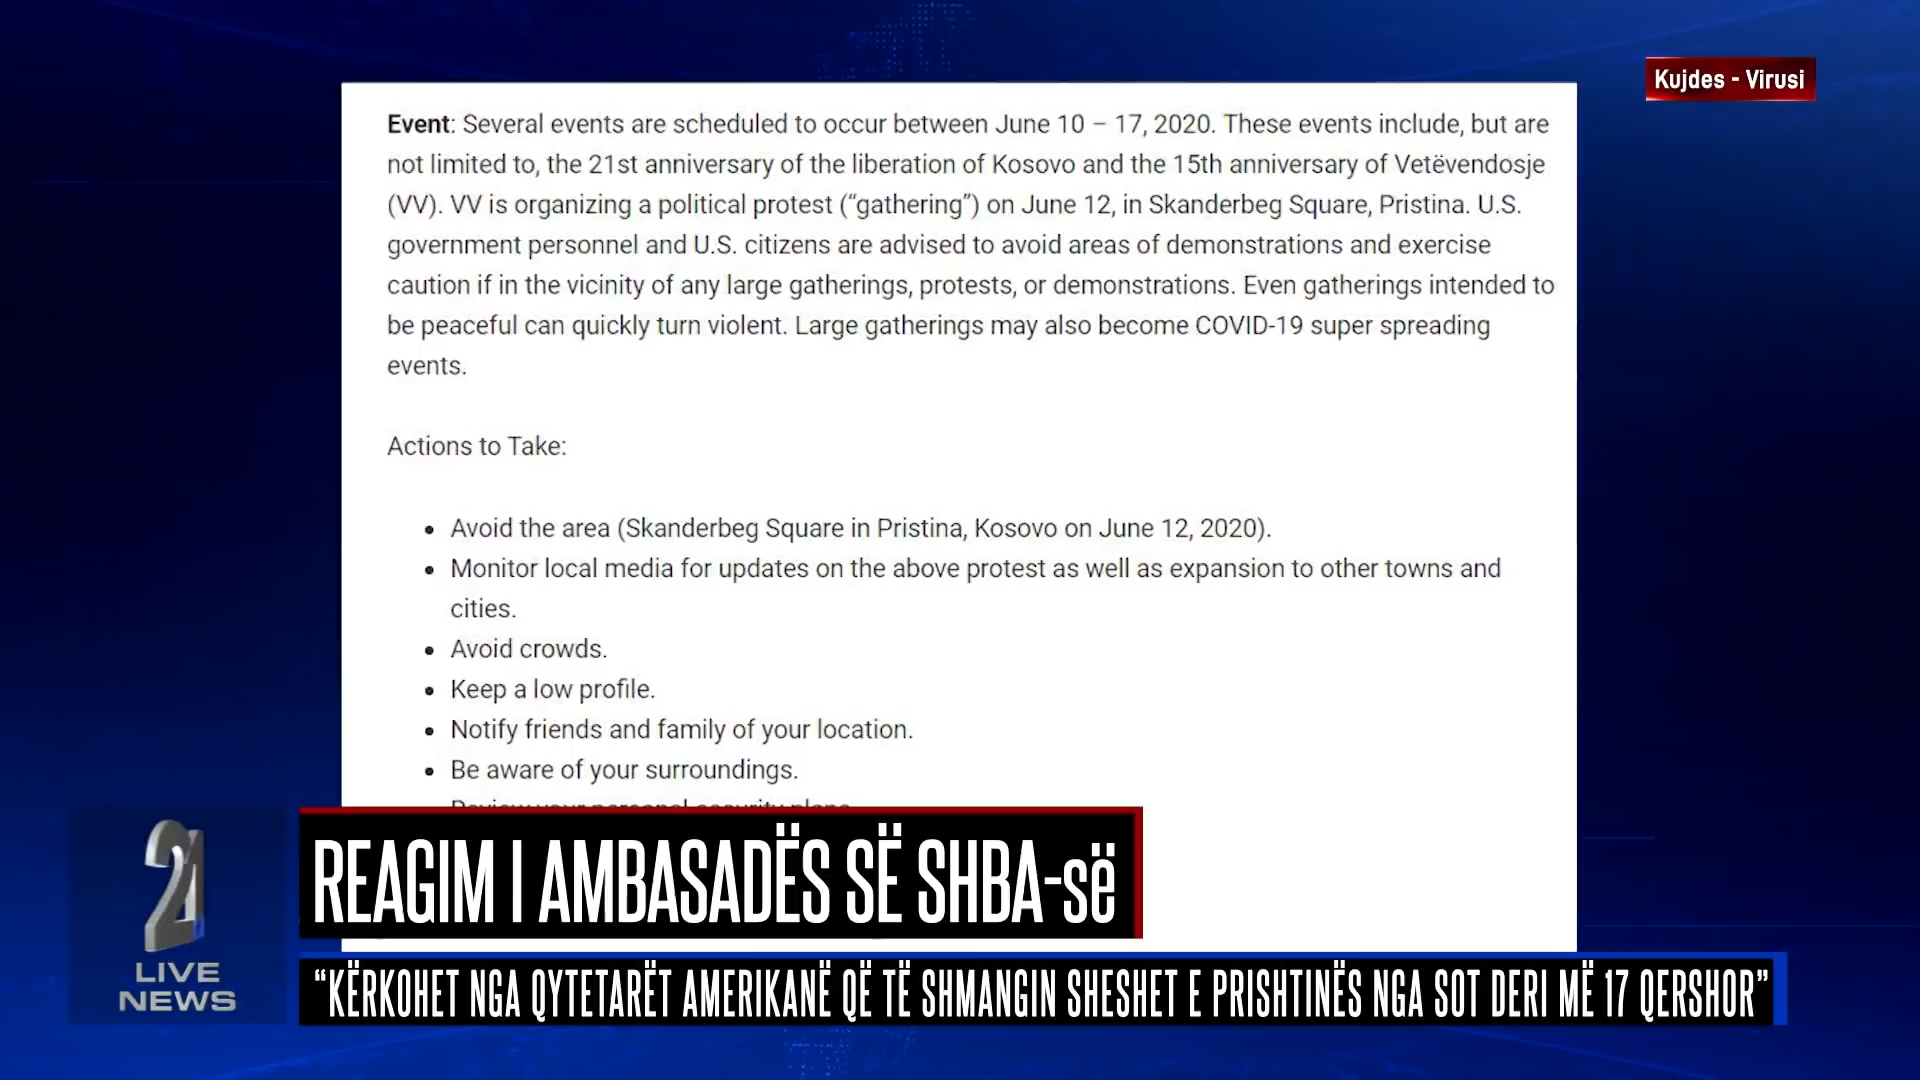 Kujdes - Virusi
Event: Several events are scheduled to occur between June 10 – 17, 2020. These events include, but are
not limited to, the 21st anniversary of the liberation of Kosovo and the 15th anniversary of Vetëvendosje
(VV). VV is organizing a political protest (“gathering”) on June 12, in Skanderbeg Square, Pristina. U.S.
government personnel and U.S. citizens are advised to avoid areas of demonstrations and exercise
caution if in the vicinity of any large gatherings, protests, or demonstrations. Even gatherings intended to
be peaceful can quickly turn violent. Large gatherings may also become COVID-19 super spreading
events.
Actions to Take:
• Avoid the area (Skanderbeg Square in Pristina, Kosovo on June 12, 2020).
• Monitor local media for updates on the above protest as well as expansion to other towns and
cities.
• Avoid crowds.
• Keep a low profile.
• Notify friends and family of your location.
• Be aware of your surroundings.
Review your personal security plans.
REAGIM I AMBASADËS SË SHBA-së
“KËRKOHET NGA QYTETARËT AMERIKANË QË TË SHMANGIN SHESHET E PRISHTINËS NGA SOT DERI MË 17 QERSHOR”
21
LIVE
NEWS